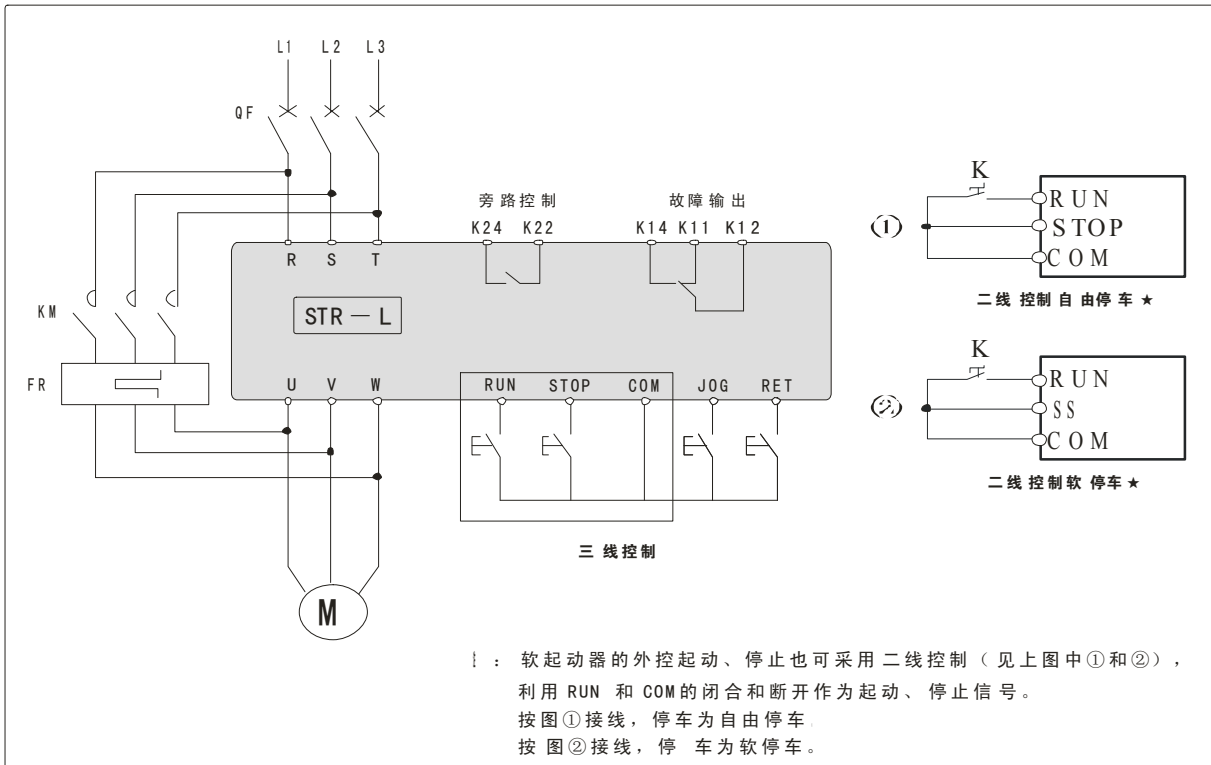 L1 L2 L3
QF
旁路控制
故障输出
K24 K22
K14 K11 K12
R S T
STR — L
KM
FR
U V W
RUN STOP COM JOG RET
三线控制
M
K
①
RUN
STOP
COM
二线控制自由停车★
K
②
RUN
SS
COM
二线控制软停车★
： 软起动器的外控起动、停止也可采用二线控制（见上图中①和②），
利用 RUN 和 COM的闭合和断开作为起动、停止信号。
按图①接线，停车为自由停车
按图②接线，停 车为软停车。